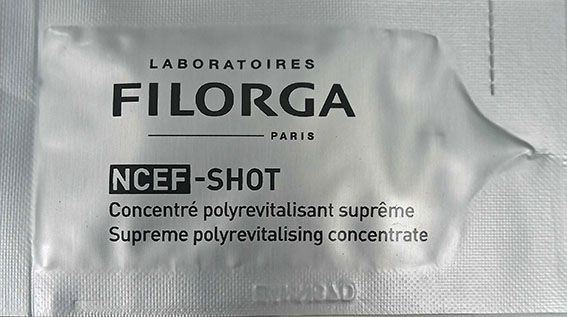 LABORATOIRES
FILORGA
PARIS
NCEF-SHOT
Concentré polyrevitalisant suprême
Supreme polyrevitalising concentrate